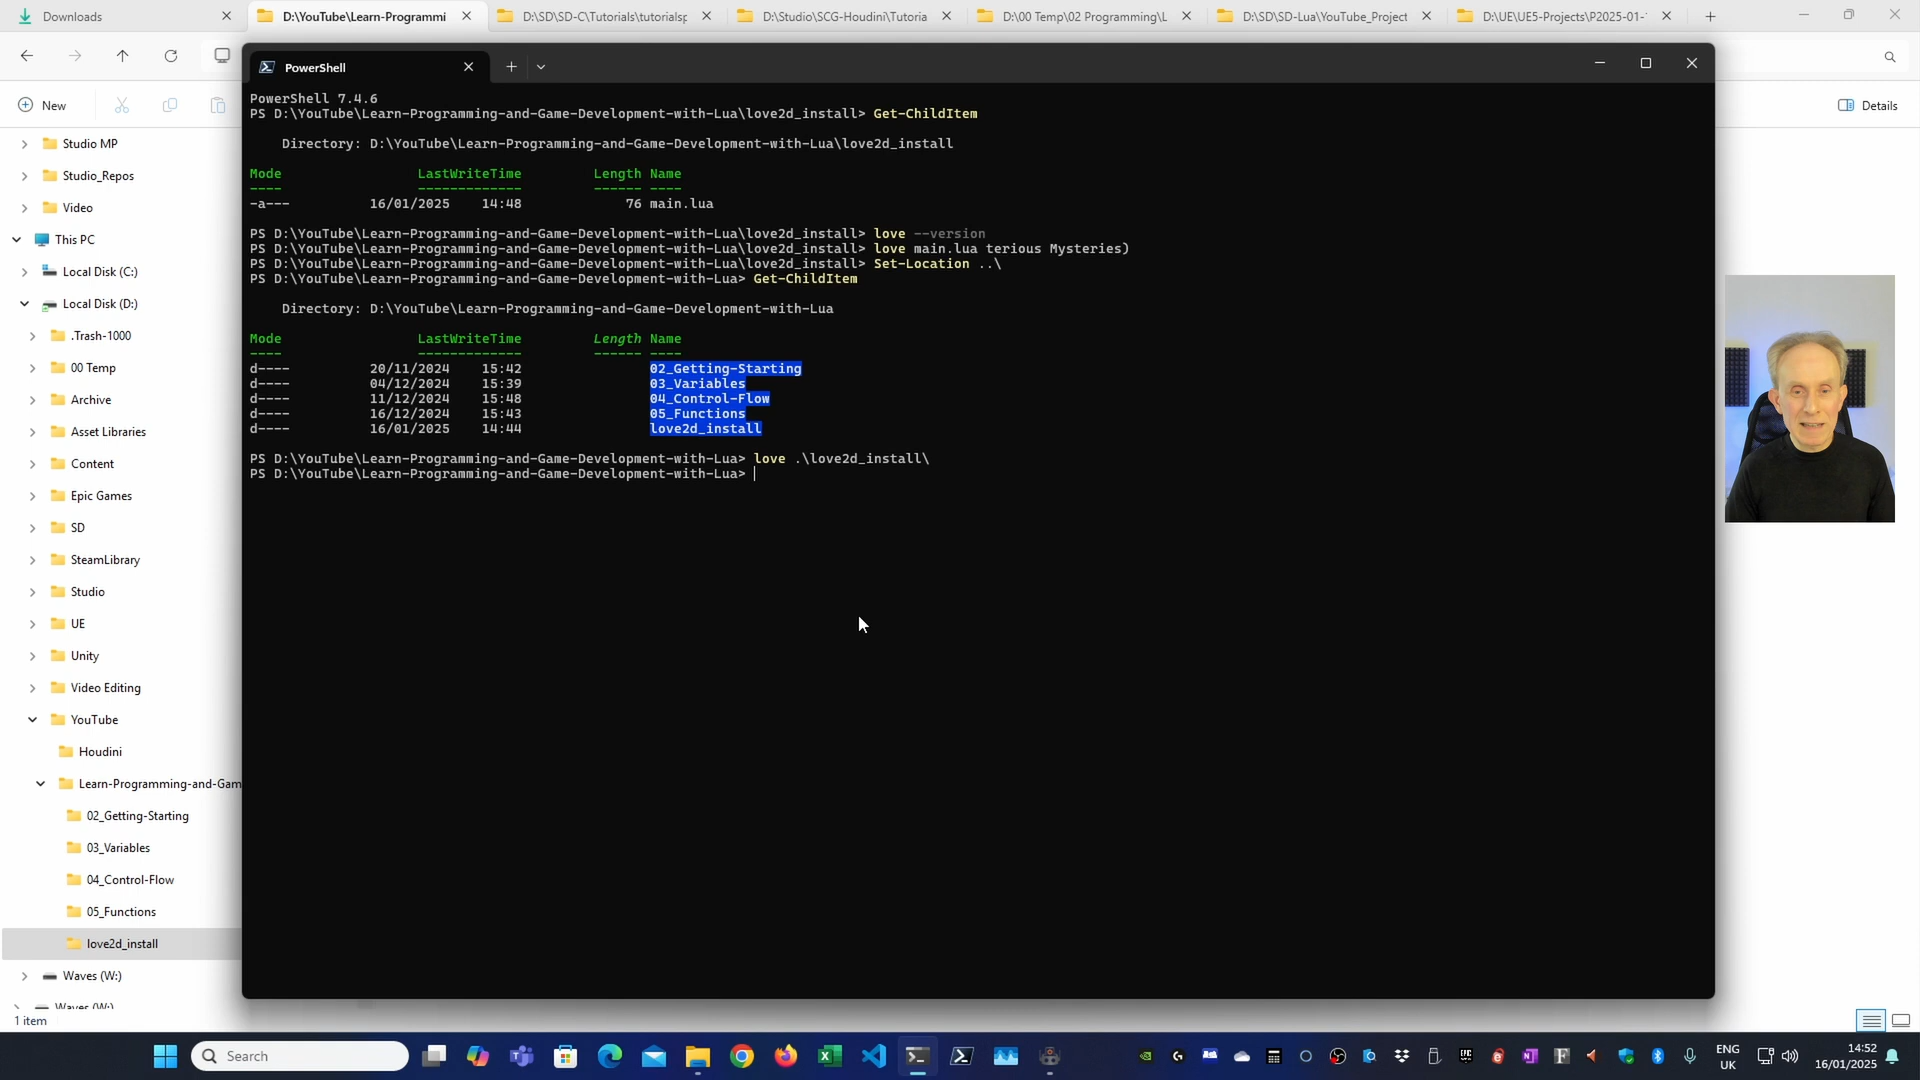 Downloads
D:\YouTube\Learn-Programmi
D:\SD\SD-C\Tutorials\tutorialsp
D:\Studio\SCG-Houdini\Tutoria
D:\00 Temp\02 Programming\L
D:\SD\SD-Lua\YouTube_Project
D:\UE\UE5-Projects\P2025-01-
New
Details
Studio MP
Studio_Repos
Video
This PC
Local Disk (C:)
Local Disk (D:)
.Trash-1000
00 Temp
Archive
Asset Libraries
Content
Epic Games
SD
SteamLibrary
Studio
UE
Unity
Video Editing
YouTube
Houdini
Learn-Programming-and-Gam
02_Getting-Starting
03_Variables
04_Control-Flow
05_Functions
love2d_install
Waves (W:)
Waves (W:)
1 item
PowerShell
PowerShell 7.4.6
PS D:\YouTube\Learn-Programming-and-Game-Development-with-Lua\love2d_install> Get-ChildItem
Directory: D:\YouTube\Learn-Programming-and-Game-Development-with-Lua\love2d_install
Mode LastWriteTime Length Name
---- ------------- ------ ----
-a--- 16/01/2025 14:48 76 main.lua
PS D:\YouTube\Learn-Programming-and-Game-Development-with-Lua\love2d_install> love --version
PS D:\YouTube\Learn-Programming-and-Game-Development-with-Lua\love2d_install> love main.lua terious Mysteries)
PS D:\YouTube\Learn-Programming-and-Game-Development-with-Lua\love2d_install> Set-Location ..\
PS D:\YouTube\Learn-Programming-and-Game-Development-with-Lua> Get-ChildItem
Directory: D:\YouTube\Learn-Programming-and-Game-Development-with-Lua
Mode LastWriteTime Length Name
---- ------------- ------ ----
d---- 20/11/2024 15:42 02_Getting-Starting
d---- 04/12/2024 15:39 03_Variables
d---- 11/12/2024 15:48 04_Control-Flow
d---- 16/12/2024 15:43 05_Functions
d---- 16/01/2025 14:44 love2d_install
PS D:\YouTube\Learn-Programming-and-Game-Development-with-Lua> love .\love2d_install\
PS D:\YouTube\Learn-Programming-and-Game-Development-with-Lua>
Search
ENG
UK
14:52
16/01/2025